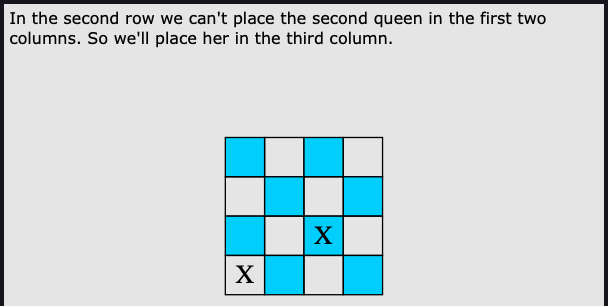 In the second row we can't place the second queen in the first two
columns. So we'll place her in the third column.
X
X